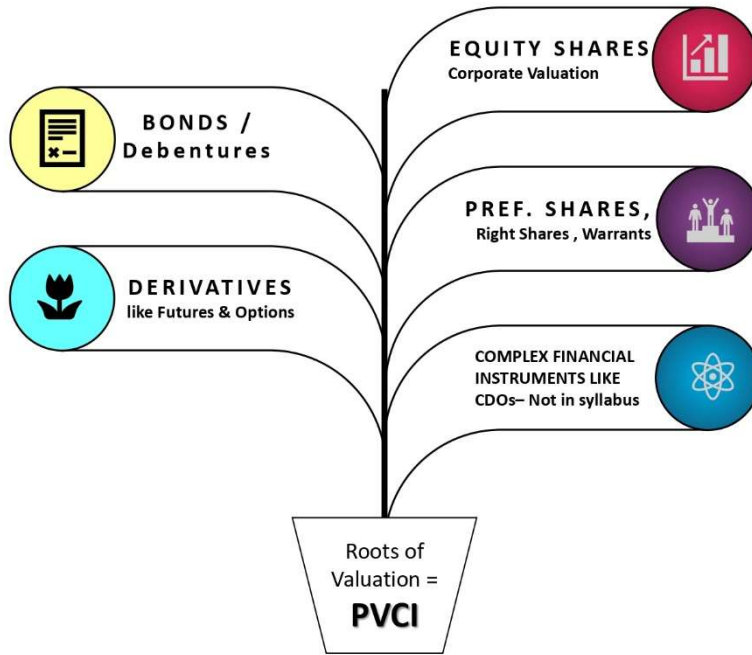 EQUITY SHARES
Corporate Valuation
BONDS /
Debentures
PREF. SHARES,
Right Shares , Warrants
DERIVATIVES
like Futures & Options
COMPLEX FINANCIAL
INSTRUMENTS LIKE
CDOs– Not in syllabus
Roots of
Valuation =
PVCI